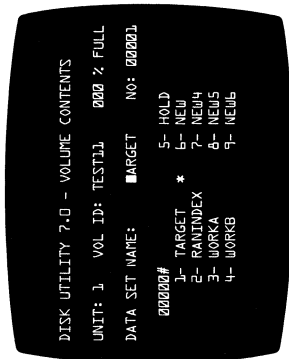 DISK UTILITY 7.0 - VOLUME CONTENTS
UNIT: 1 VOL ID: TEST11 000 % FULL
DATA SET NAME: ■ARGET NO: 00001
00000#
1- TARGET * 5- HOLD
2- RANINDEX 6- NEW
3- WORKA 7- NEW4
4- WORKB 8- NEW5
9- NEW6